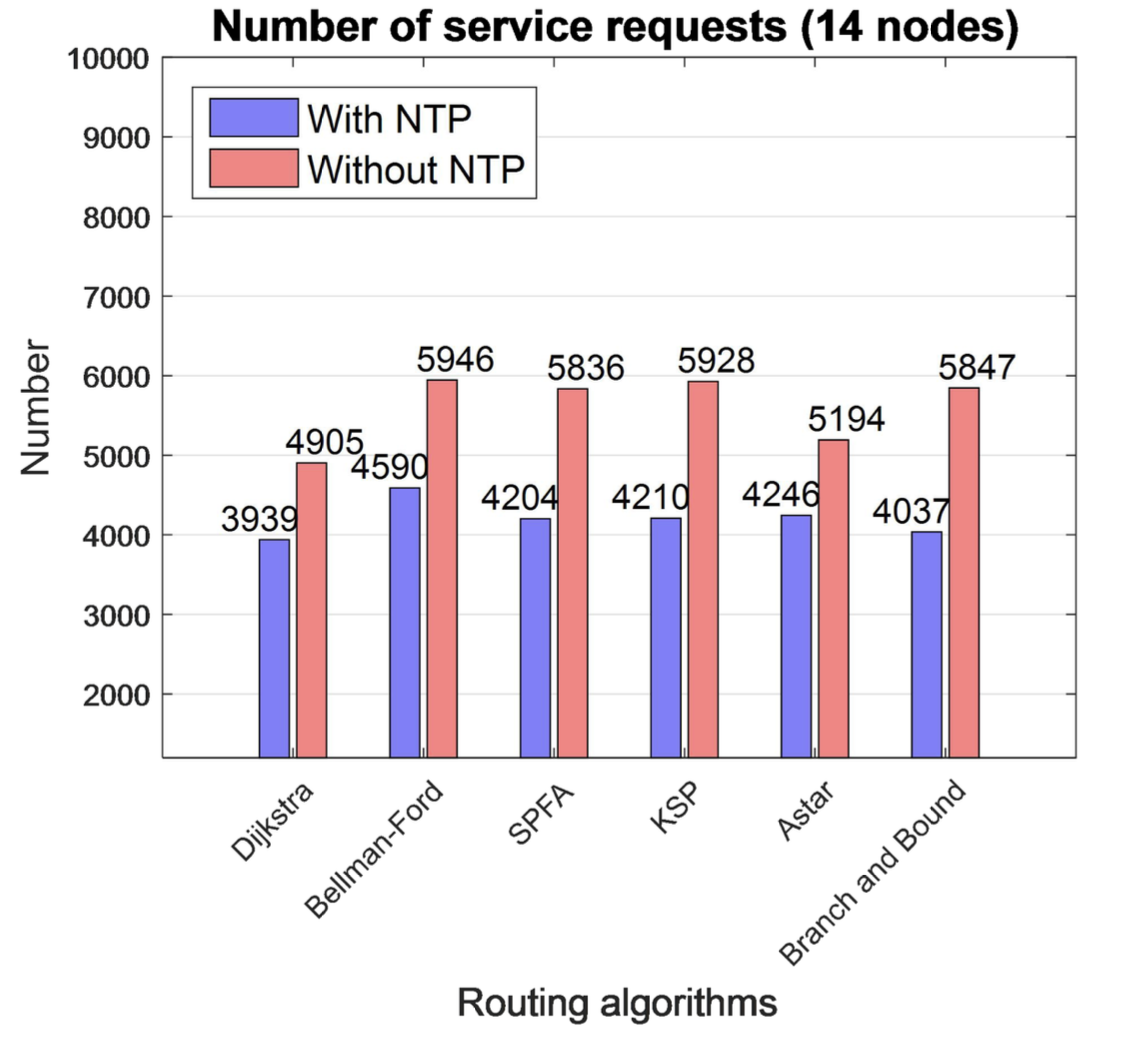 Number of service requests (14 nodes)
With NTP
Without NTP
Number
10000
9000
8000
7000
6000
5000
4000
3000
2000
3939
4905
4590
5946
4204
5836
4210
5928
4246
5194
4037
5847
Dijkstra
Bellman-Ford
SPFA
KSP
Astar
Branch and Bound
Routing algorithms